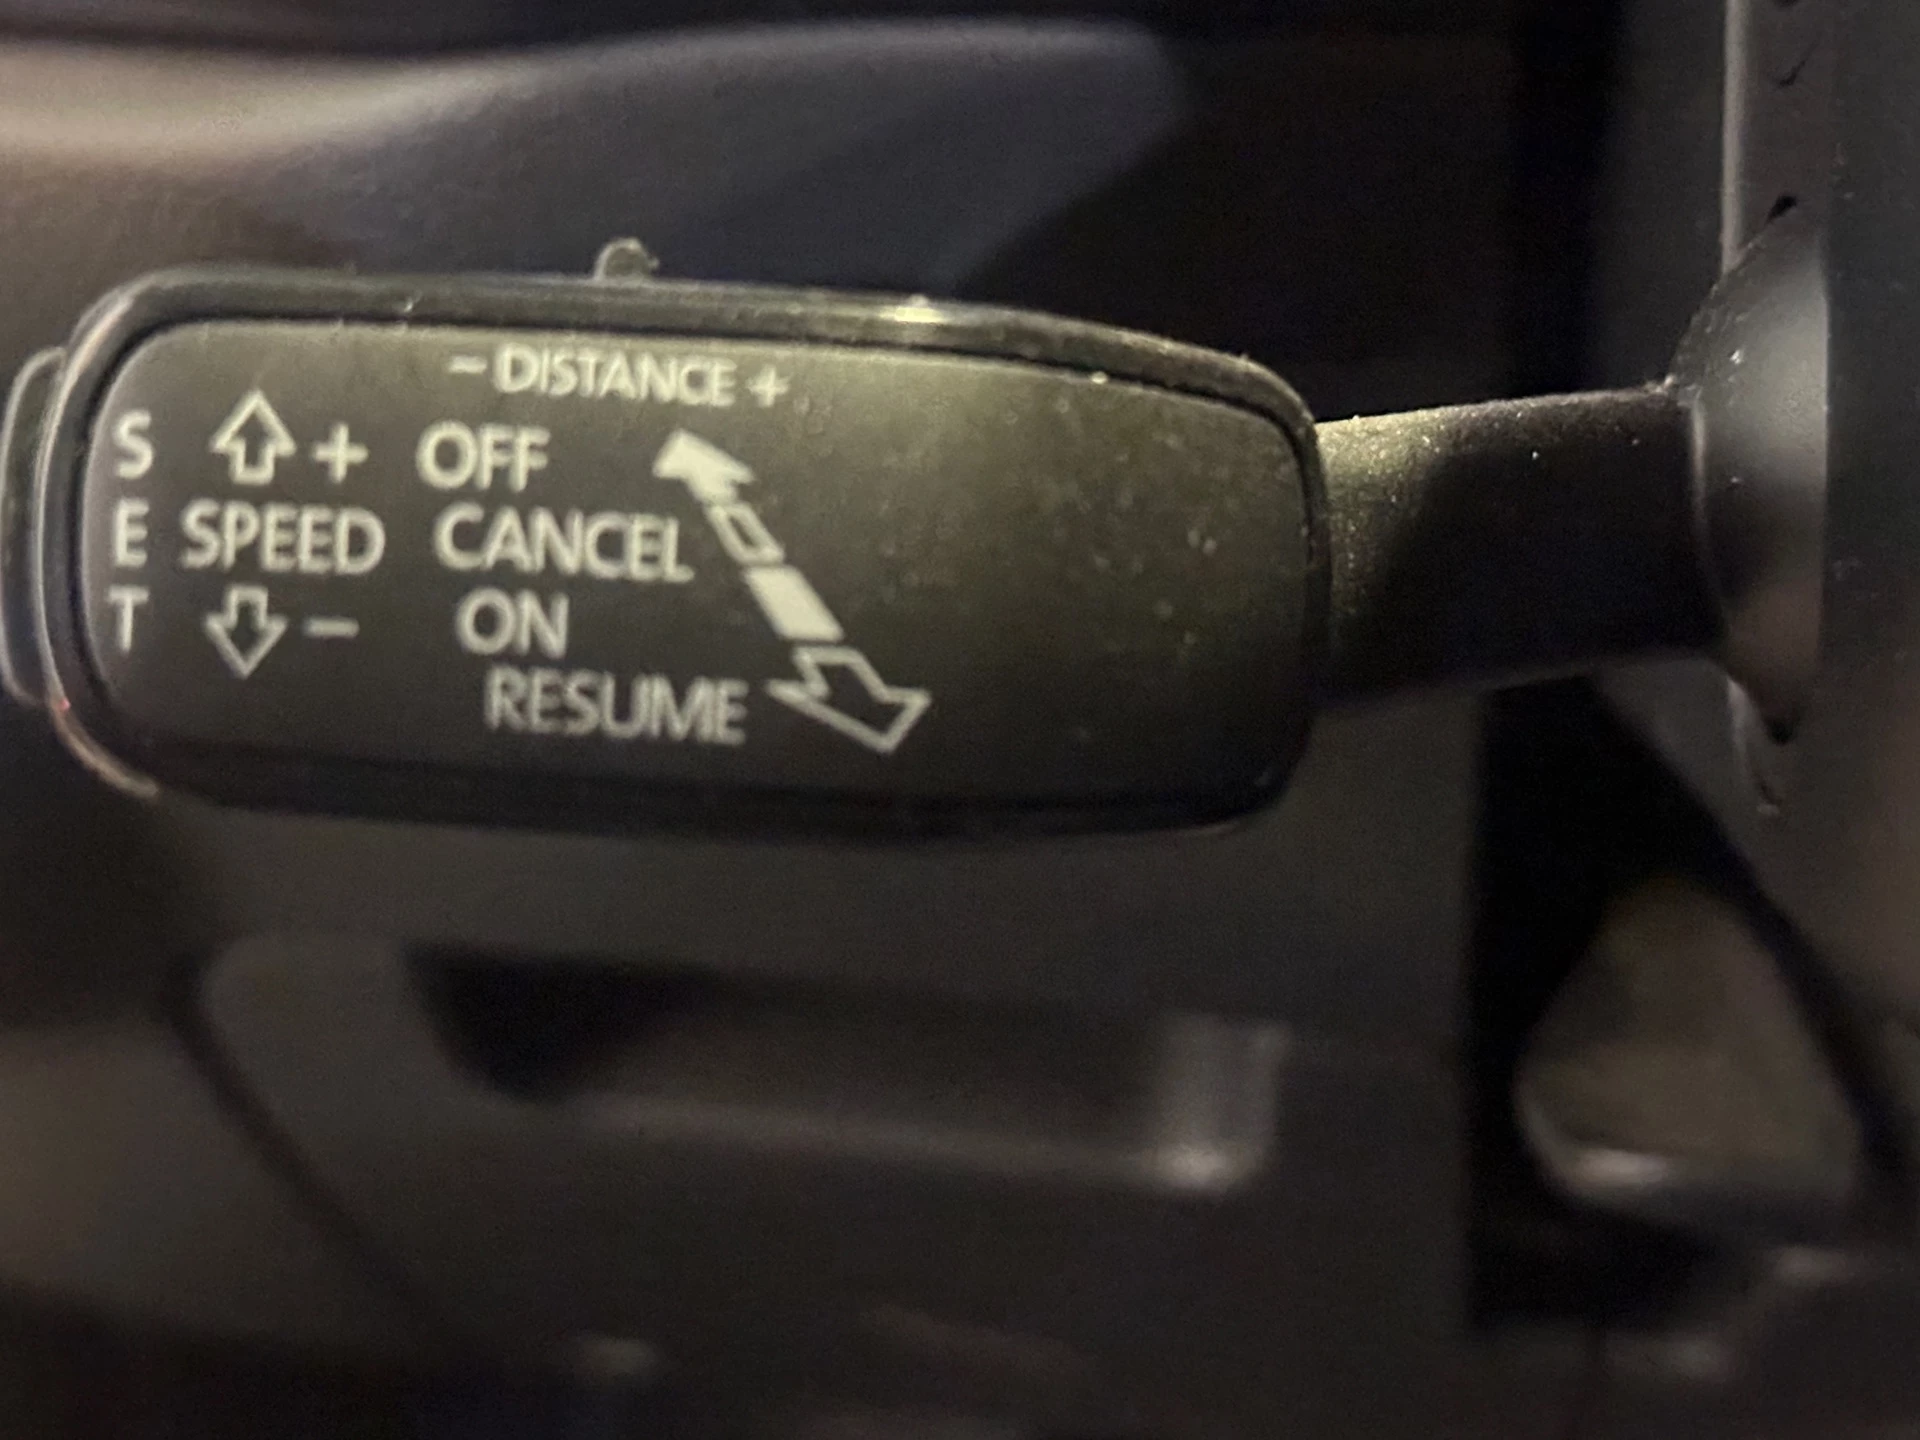 - DISTANCE +
S + OFF
E SPEED CANCEL
T - ON
RESUME